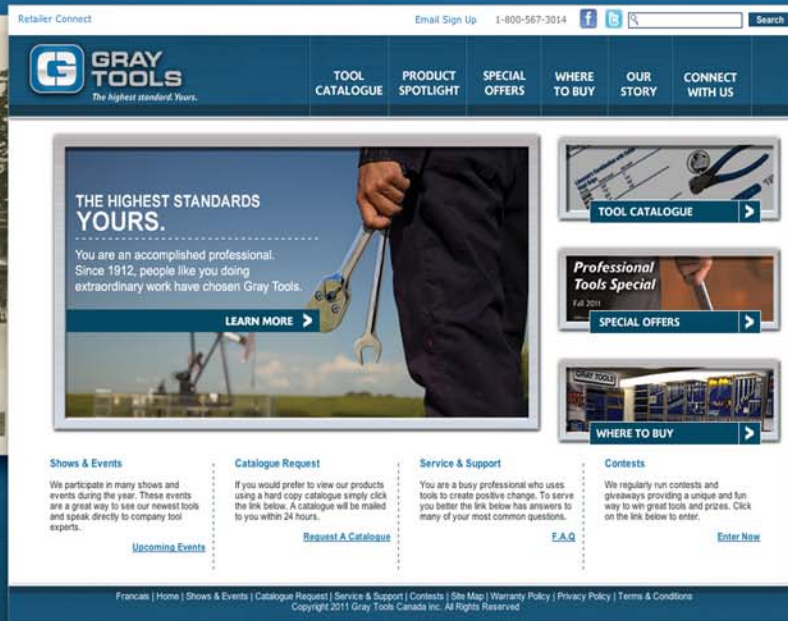 Retailer Connect
Email Sign Up 1-800-567-3014
Search
GRAY
TOOLS
The highest standard. Yours.
TOOL
CATALOGUE
PRODUCT
SPOTLIGHT
SPECIAL
OFFERS
WHERE
TO BUY
OUR
STORY
CONNECT
WITH US
THE HIGHEST STANDARDS
YOURS.
You are an accomplished professional.
Since 1912, people like you doing
extraordinary work have chosen Gray Tools.
LEARN MORE
TOOL CATALOGUE
Professional
Tools Special
Fall 2011
SPECIAL OFFERS
GRAY TOOLS
WHERE TO BUY
Shows & Events
We participate in many shows and
events during the year. These events
are a great way to see our newest tools
and speak directly to company tool
experts.
Upcoming Events
Catalogue Request
If you would prefer to view our products
using a hard copy catalogue simply click
the link below. A catalogue will be mailed
to you within 24 hours.
Request A Catalogue
Service & Support
You are a busy professional who uses
tools to create positive change. To serve
you better the link below has answers to
many of your most common questions.
F.A.Q
Contests
We regularly run contests and
giveaways providing a unique and fun
way to win great tools and prizes. Click
on the link below to enter.
Enter Now
Francais | Home | Shows & Events | Catalogue Request | Service & Support | Contests | Site Map | Warranty Policy | Privacy Policy | Terms & Conditions
Copyright 2011 Gray Tools Canada inc. All Rights Reserved